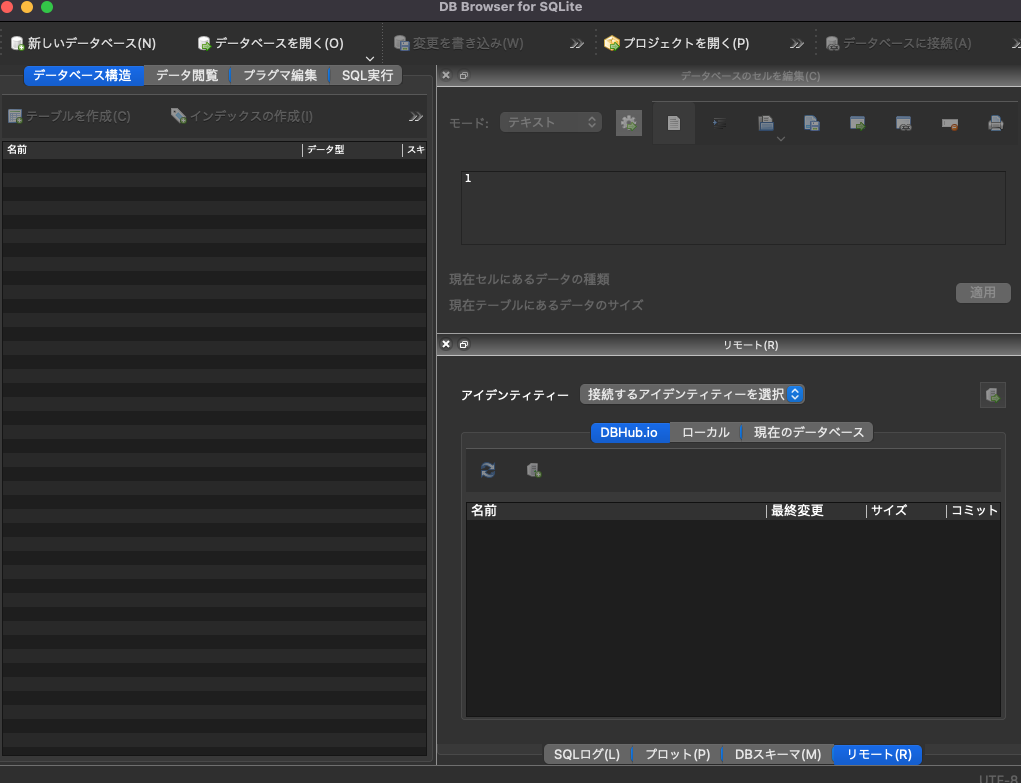 DB Browser for SQLite
新しいデータベース(N) データベースを開く(O) 変更を書き込み(W) プロジェクトを開く(P) データベースに接続(A)
データベース構造 データ閲覧 プラグマ編集 SQL実行
テーブルを作成(C) インデックスの作成(I)
名前 データ型 スキ
データベースのセルを編集(C)
モード: テキスト
1
現在セルにあるデータの種類
現在テーブルにあるデータのサイズ
適用
リモート(R)
アイデンティティー 接続するアイデンティティーを選択
DBHub.io ローカル 現在のデータベース
名前 最終変更 サイズ コミット
SQLログ(L) プロット(P) DBスキーマ(M) リモート(R)
UTF-8